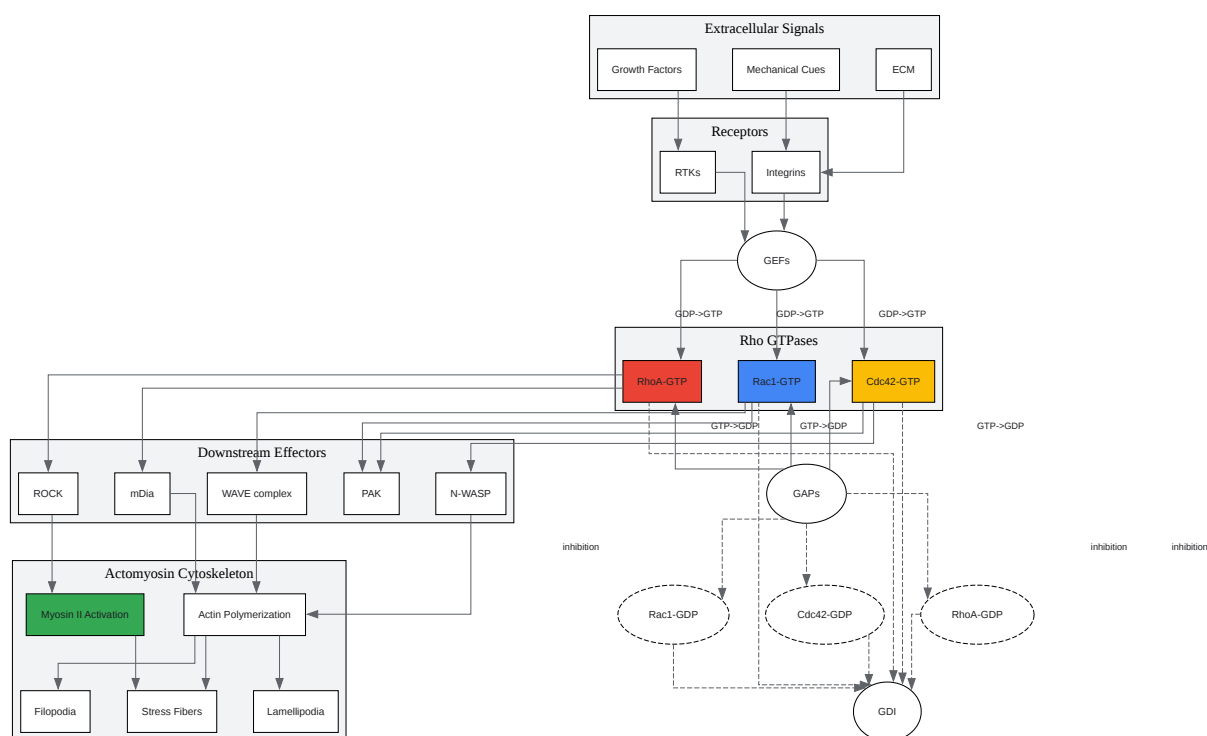 Extracellular Signals
Growth Factors
Mechanical Cues
ECM
Receptors
RTKs
Integrins
GEFs
GDP->GTP
GDP->GTP
GDP->GTP
Rho GTPases
RhoA-GTP
Rac1-GTP
Cdc42-GTP
GTP->GDP
GTP->GDP
GTP->GDP
Downstream Effectors
ROCK
mDia
WAVE complex
PAK
N-WASP
GAPs
inhibition
inhibition
inhibition
Actomyosin Cytoskeleton
Myosin II Activation
Actin Polymerization
Rac1-GDP
Cdc42-GDP
RhoA-GDP
Filopodia
Stress Fibers
Lamellipodia
GDI